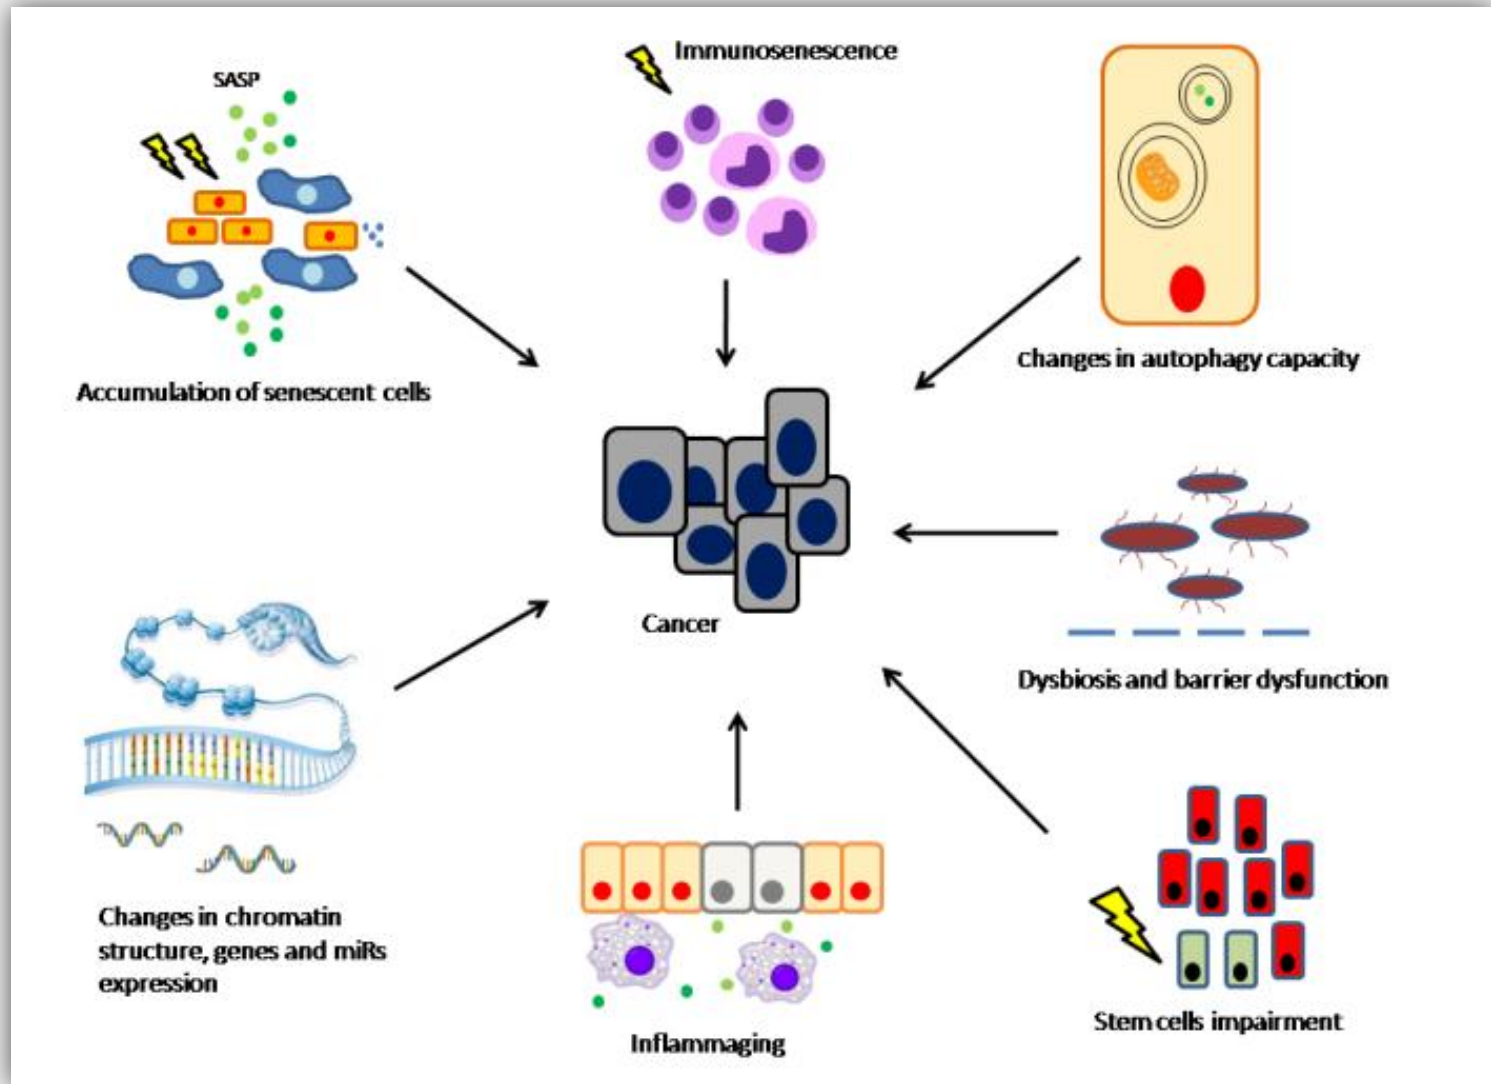 SASP
Immunosenescence
Accumulation of senescent cells
Changes in autophagy capacity
Cancer
Dysbiosis and barrier dysfunction
Changes in chromatin
structure, genes and miRs
expression
Inflammaging
Stem cells impairment